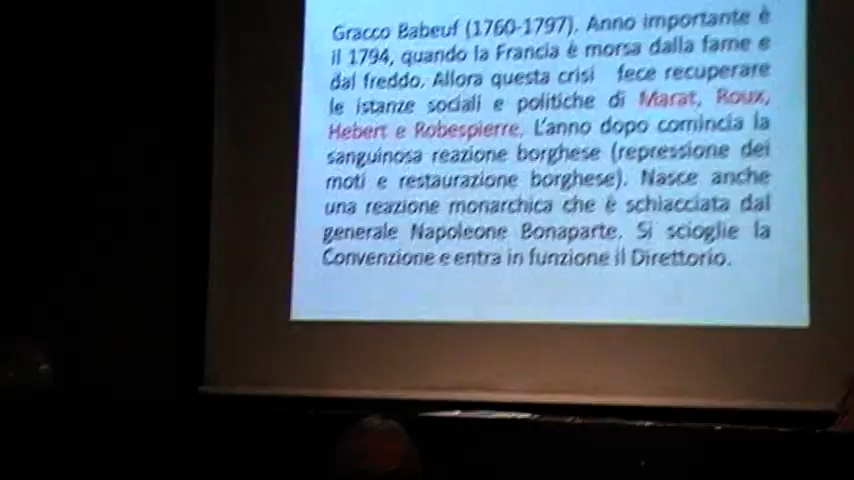 Gracco Babeuf (1760-1797). Anno importante è
il 1794, quando la Francia è morsa dalla fame e
dal freddo. Allora questa crisi fece recuperare
le istanze sociali e politiche di Marat, Roux,
Hebert e Robespierre. L'anno dopo comincia la
sanguinosa reazione borghese (repressione dei
moti e restaurazione borghese). Nasce anche
una reazione monarchica che è schiacciata dal
generale Napoleone Bonaparte. Si scioglie la
Convenzione e entra in funzione il Direttorio.